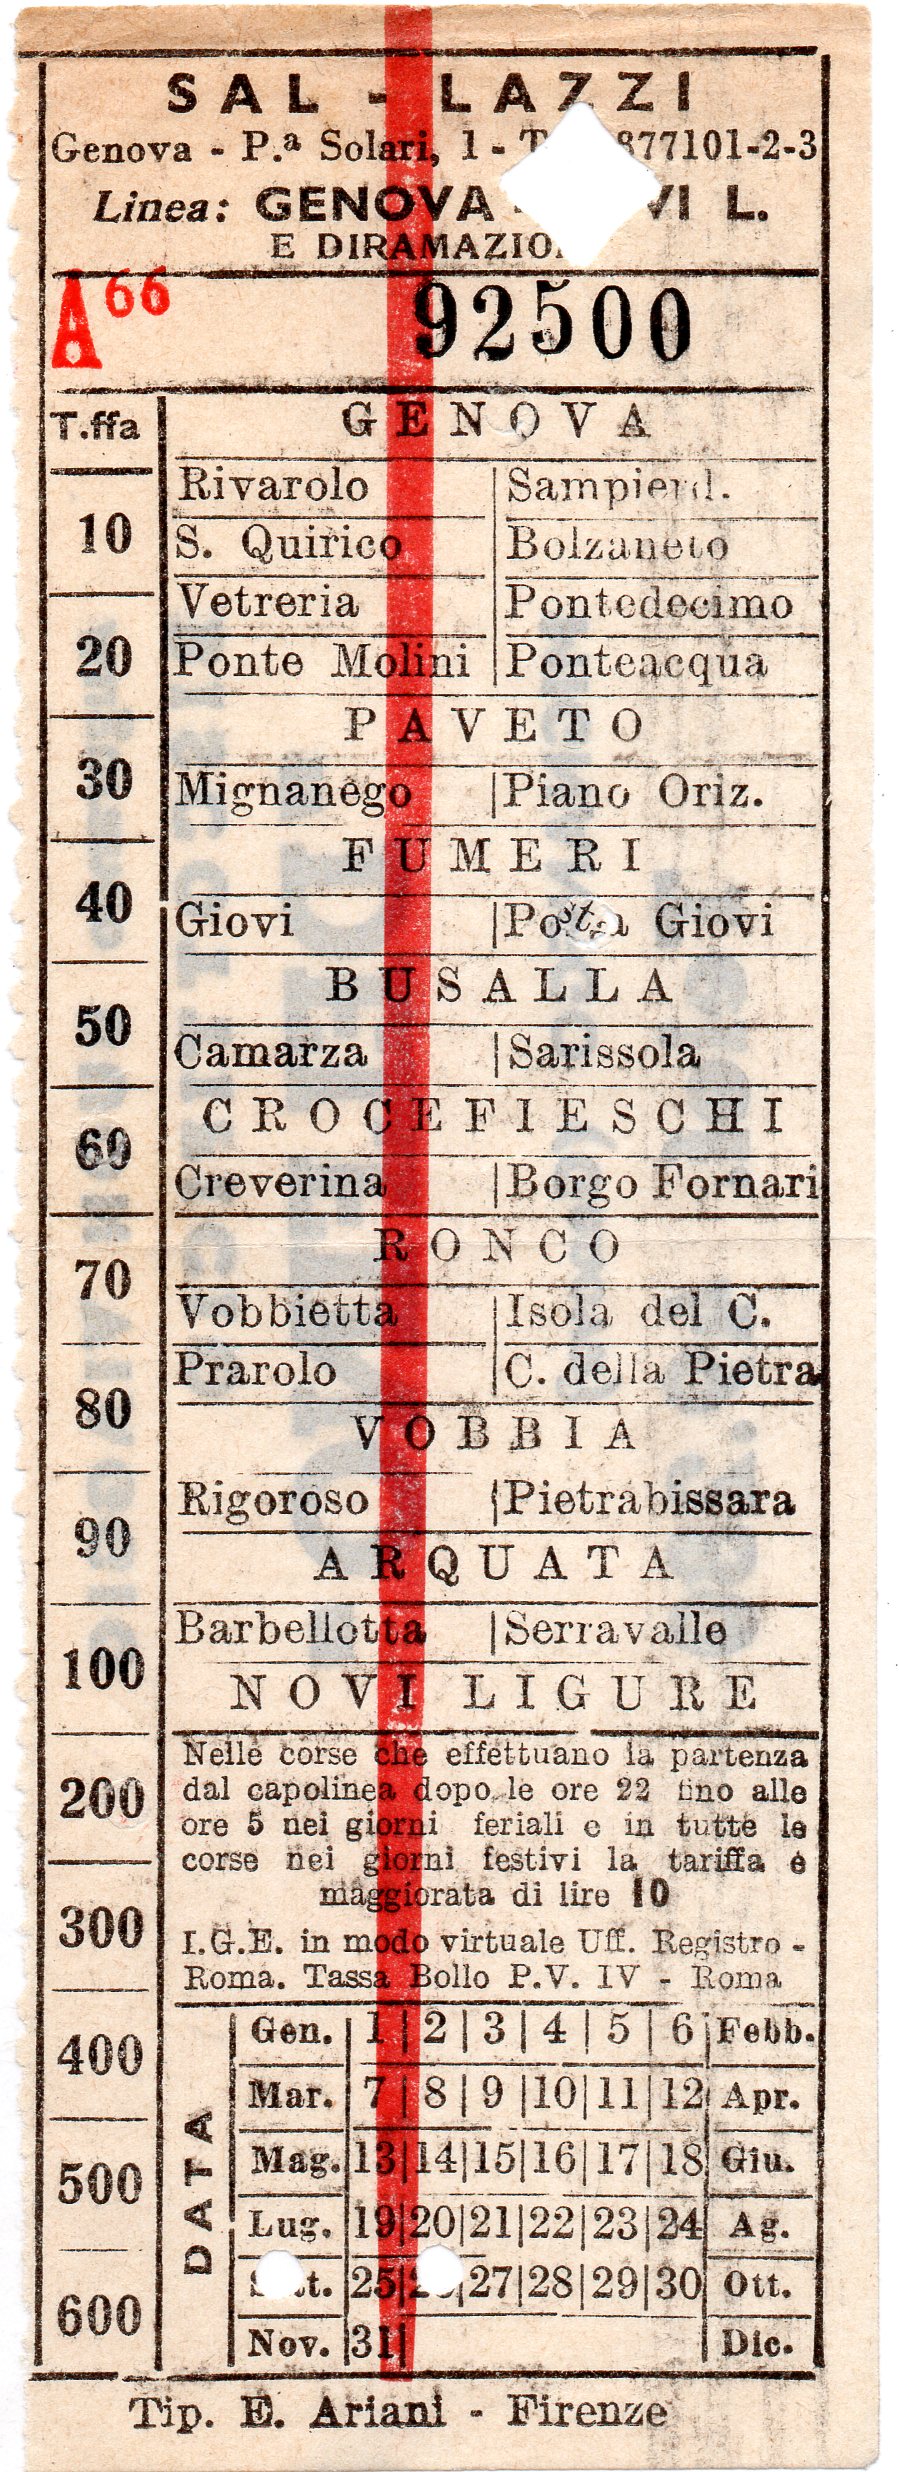 SAL - LAZZI
Genova - P.ª Solari, 1 - 877101-2-3
Linea: GENOVA - L.
E DIRAMAZIO
A 66
92500
T.ffa
GENOVA
Rivarolo | Sampierd.
10
S. Quirico | Bolzaneto
Vetreria | Pontedecimo
20
Ponte Molini | Ponteacqua
PAVETO
30
Mignanego | Piano Oriz.
FUMERI
40
Giovi | Posta Giovi
BUSALLA
50
Camarza | Sarissola
CROCEFIESCHI
60
Creverina | Borgo Fornari
RONCO
70
Vobbietta | Isola del C.
Prarolo | C. della Pietra
80
VOBBIA
Rigoroso | Pietrabissara
90
ARQUATA
Barbellotta | Serravalle
100
NOVI LIGURE
Nelle corse che effettuano la partenza
dal capolinea dopo le ore 22 fino alle
200
ore 5 nei giorni feriali e in tutte le
corse nei giorni festivi la tariffa è
maggiorata di lire 10
300
I.G.E. in modo virtuale Uff. Registro -
Roma. Tassa Bollo P.V. IV - Roma
DATA
Gen. | 1 | 2 | 3 | 4 | 5 | 6 | Febb.
400
Mar. 7 | 8 | 9 | 10 | 11 | 12 Apr.
Mag. 13 | 14 | 15 | 16 | 17 | 18 Giu.
500
Lug. 19 | 20 | 21 | 22 | 23 | 24 Ag.
25 | 27 | 28 | 29 | 30 Ott.
600
Nov. 31 | Dic.
Tip. E. Ariani - Firenze